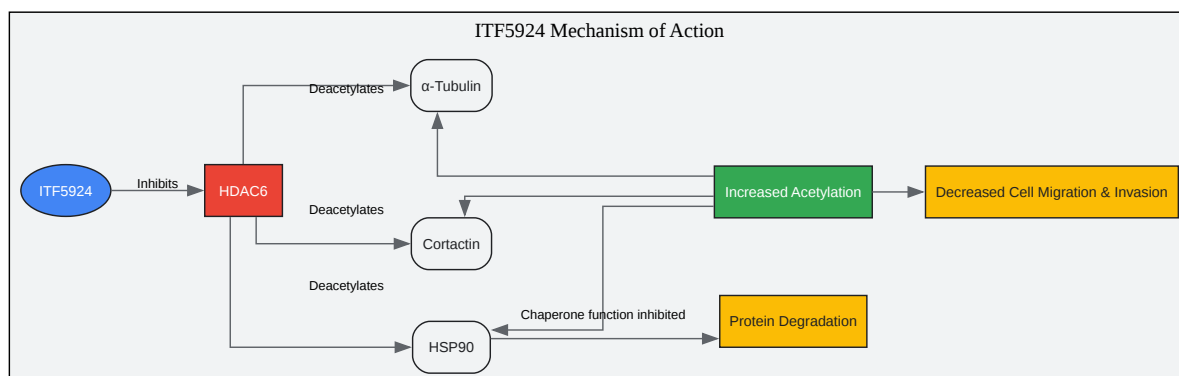 ITF5924 Mechanism of Action
Deacetylates
α-Tubulin
ITF5924
Inhibits
HDAC6
Increased Acetylation
Decreased Cell Migration & Invasion
Deacetylates
Cortactin
Deacetylates
Chaperone function inhibited
Protein Degradation
HSP90